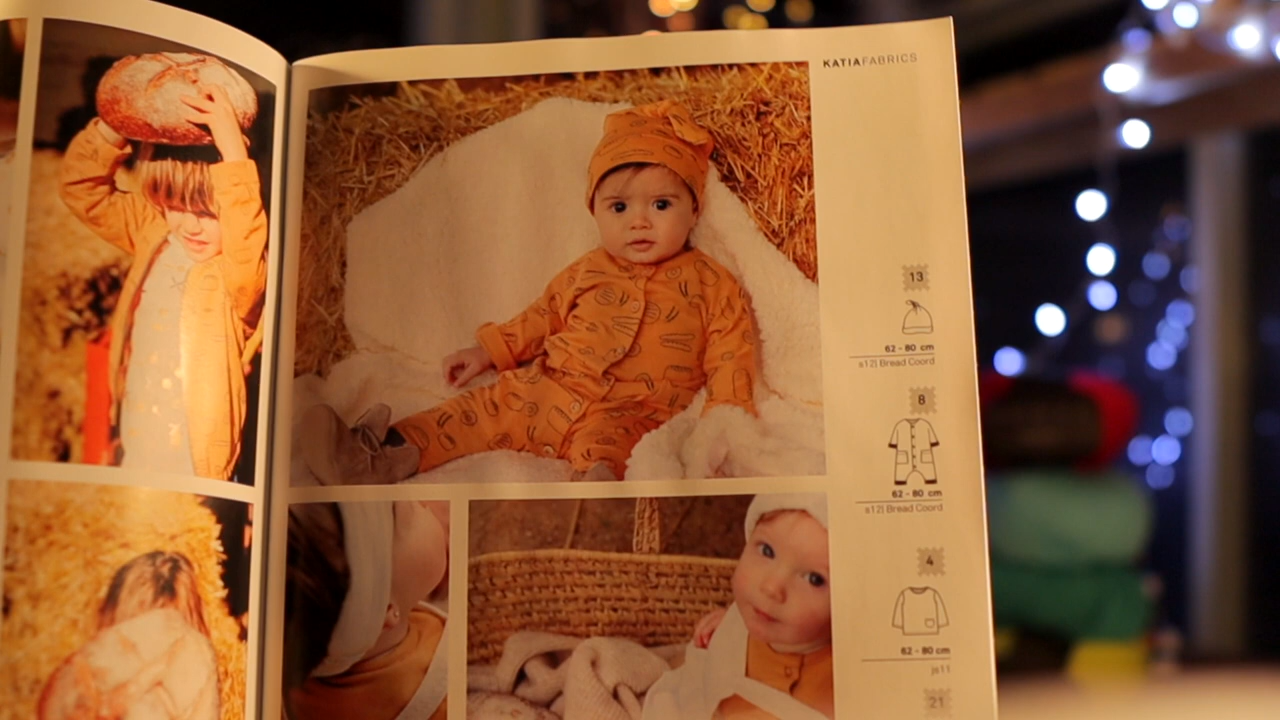 KATIAFABRICS
13
62 - 80 cm
s12| Bread Coord
8
62 - 80 cm
s12| Bread Coord
4
62 - 80 cm
js11
21